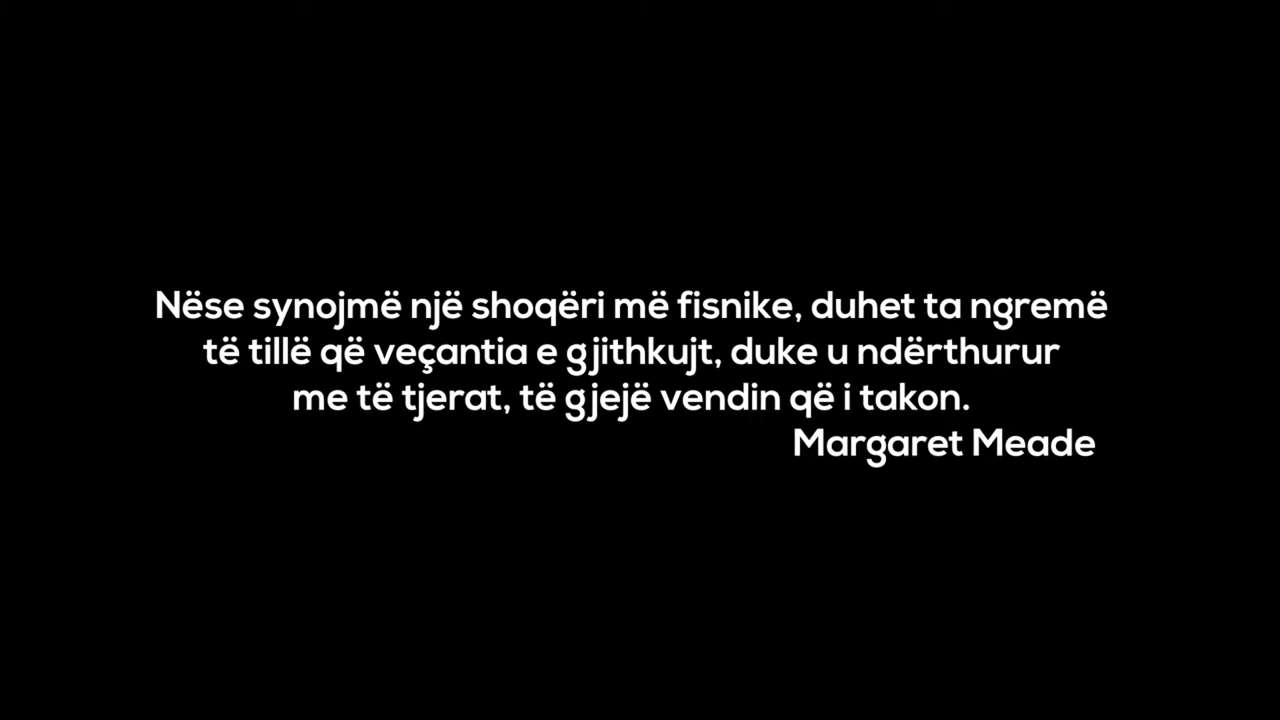 Nëse synojmë një shoqëri më fisnike, duhet ta ngremë
të tillë që veçantia e gjithkujt, duke u ndërthurur
me të tjerat, të gjejë vendin që i takon.
Margaret Meade